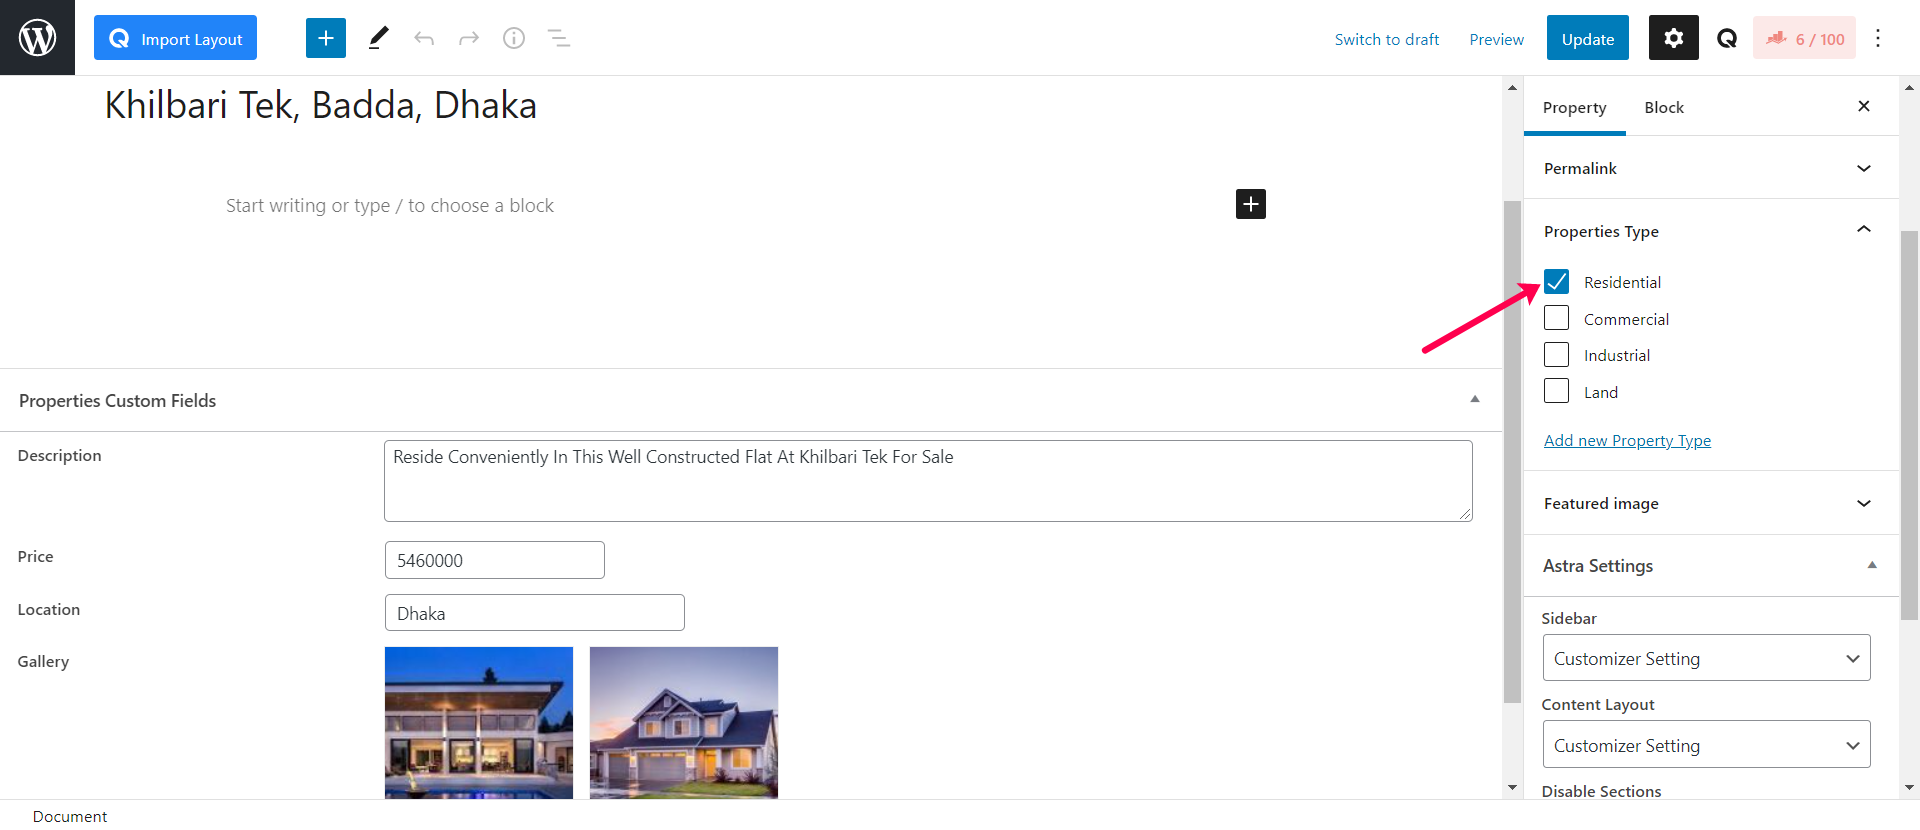 Import Layout
Switch to draft
Preview
Update
6 / 100
Khilbari Tek, Badda, Dhaka
Start writing or type / to choose a block
Properties Custom Fields
Description
Reside Conveniently In This Well Constructed Flat At Khilbari Tek For Sale
Price
5460000
Location
Dhaka
Gallery
Property
Block
Permalink
Properties Type
Residential
Commercial
Industrial
Land
Add new Property Type
Featured image
Astra Settings
Sidebar
Customizer Setting
Content Layout
Customizer Setting
Disable Sections
Document